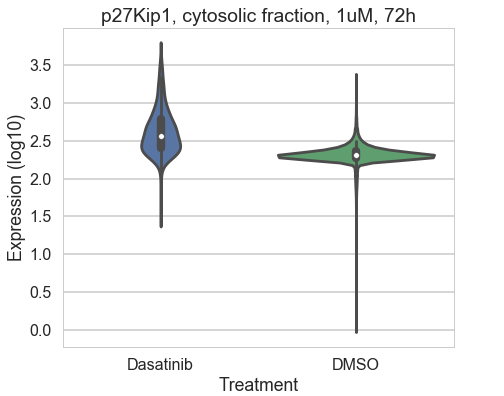 p27Kip1, cytosolic fraction, 1uM, 72h
Expression (log10)
3.5
3.0
2.5
2.0
1.5
1.0
0.5
0.0
Dasatinib
DMSO
Treatment